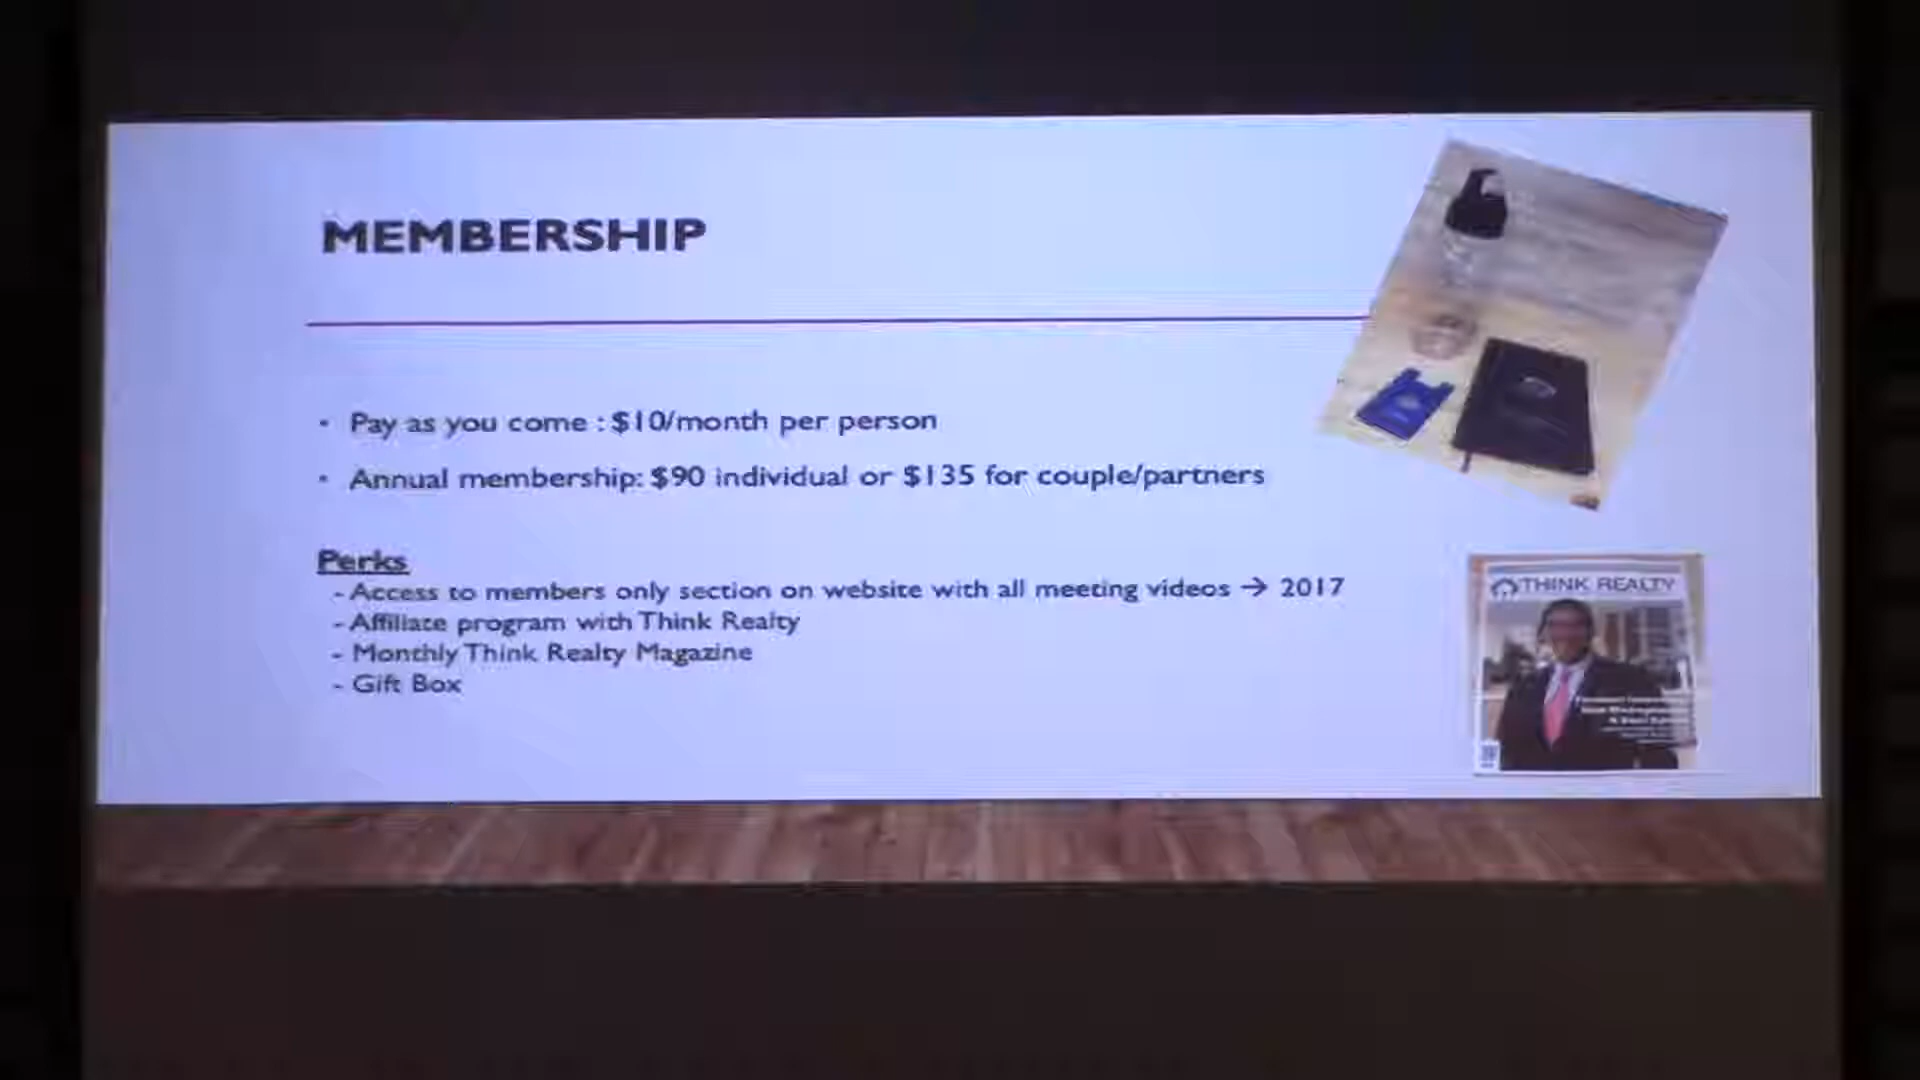 MEMBERSHIP
• Pay as you come : $10/month per person
• Annual membership: $90 individual or $135 for couple/partners
Perks
- Access to members only section on website with all meeting videos → 2017
- Affiliate program with Think Realty
- Monthly Think Realty Magazine
- Gift Box
THINK REALTY